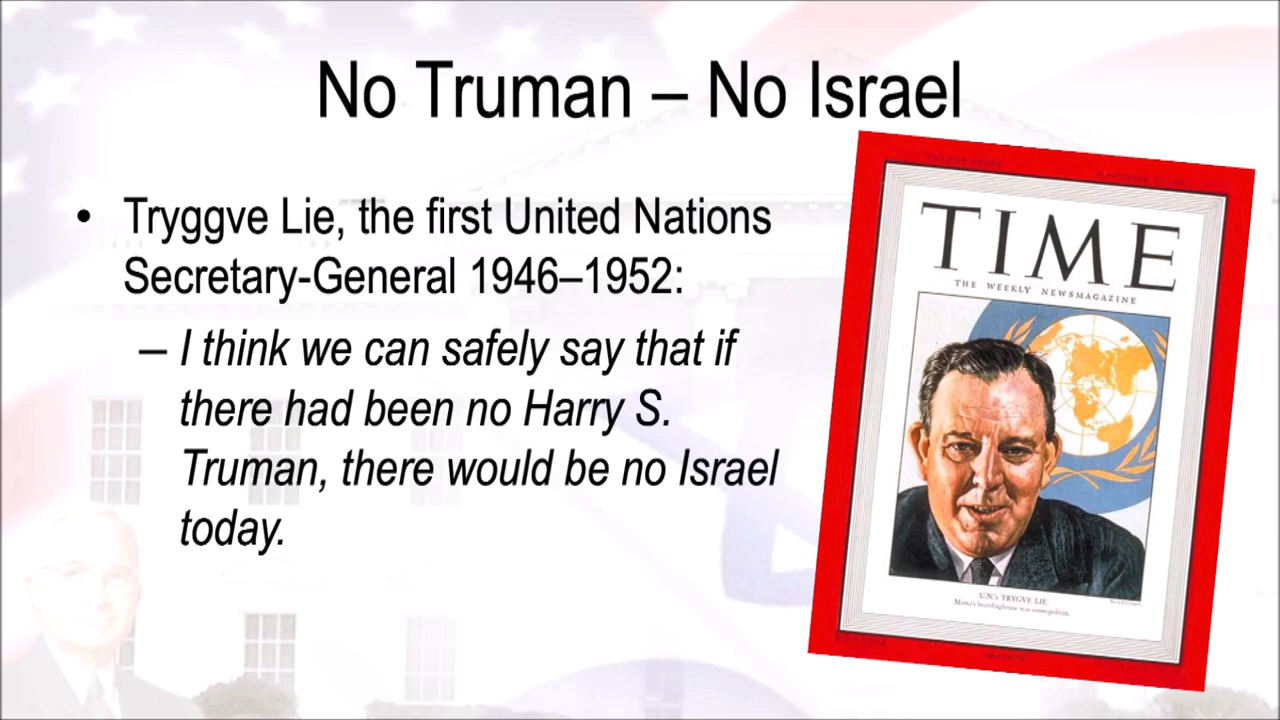 No Truman – No Israel
• Tryggve Lie, the first United Nations
Secretary-General 1946–1952:
– I think we can safely say that if
there had been no Harry S.
Truman, there would be no Israel
today.
TIME
THE WEEKLY NEWSMAGAZINE
U.N.'s TRYGVE LIE